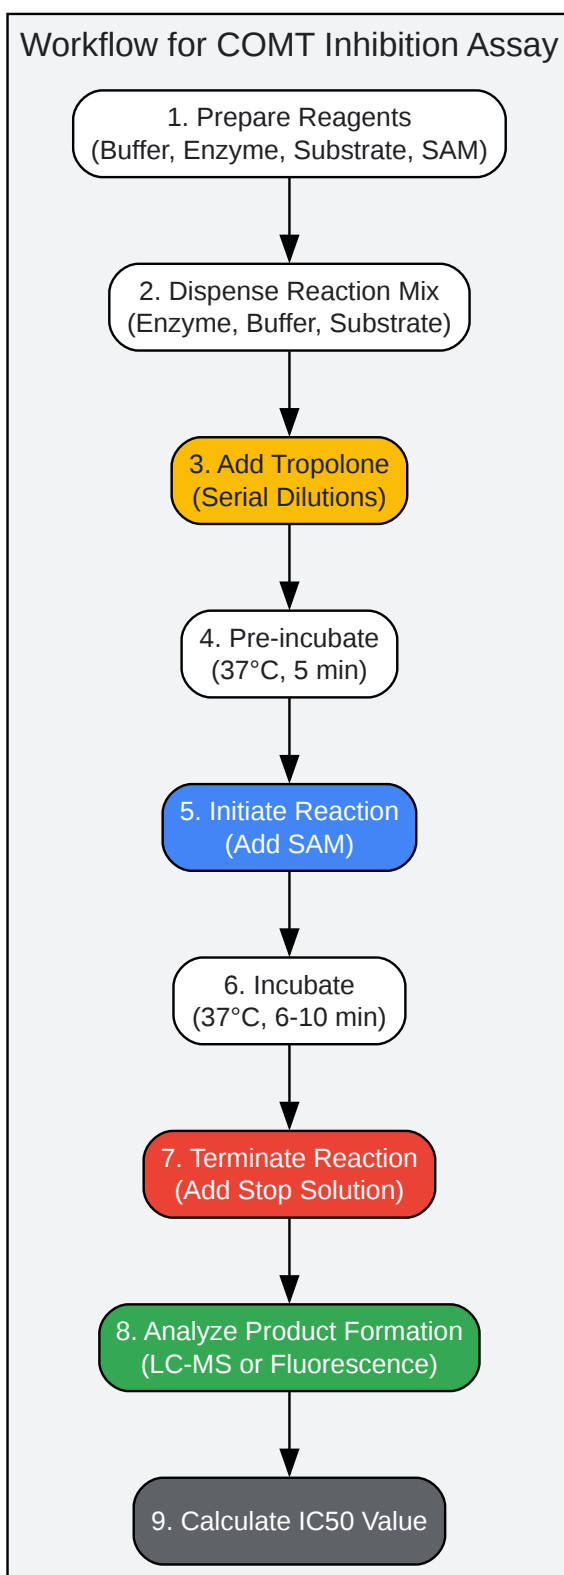 Workflow for COMT Inhibition Assay
1. Prepare Reagents
(Buffer, Enzyme, Substrate, SAM)
2. Dispense Reaction Mix
(Enzyme, Buffer, Substrate)
3. Add Tropolone
(Serial Dilutions)
4. Pre-incubate
(37°C, 5 min)
5. Initiate Reaction
(Add SAM)
6. Incubate
(37°C, 6-10 min)
7. Terminate Reaction
(Add Stop Solution)
8. Analyze Product Formation
(LC-MS or Fluorescence)
9. Calculate IC50 Value